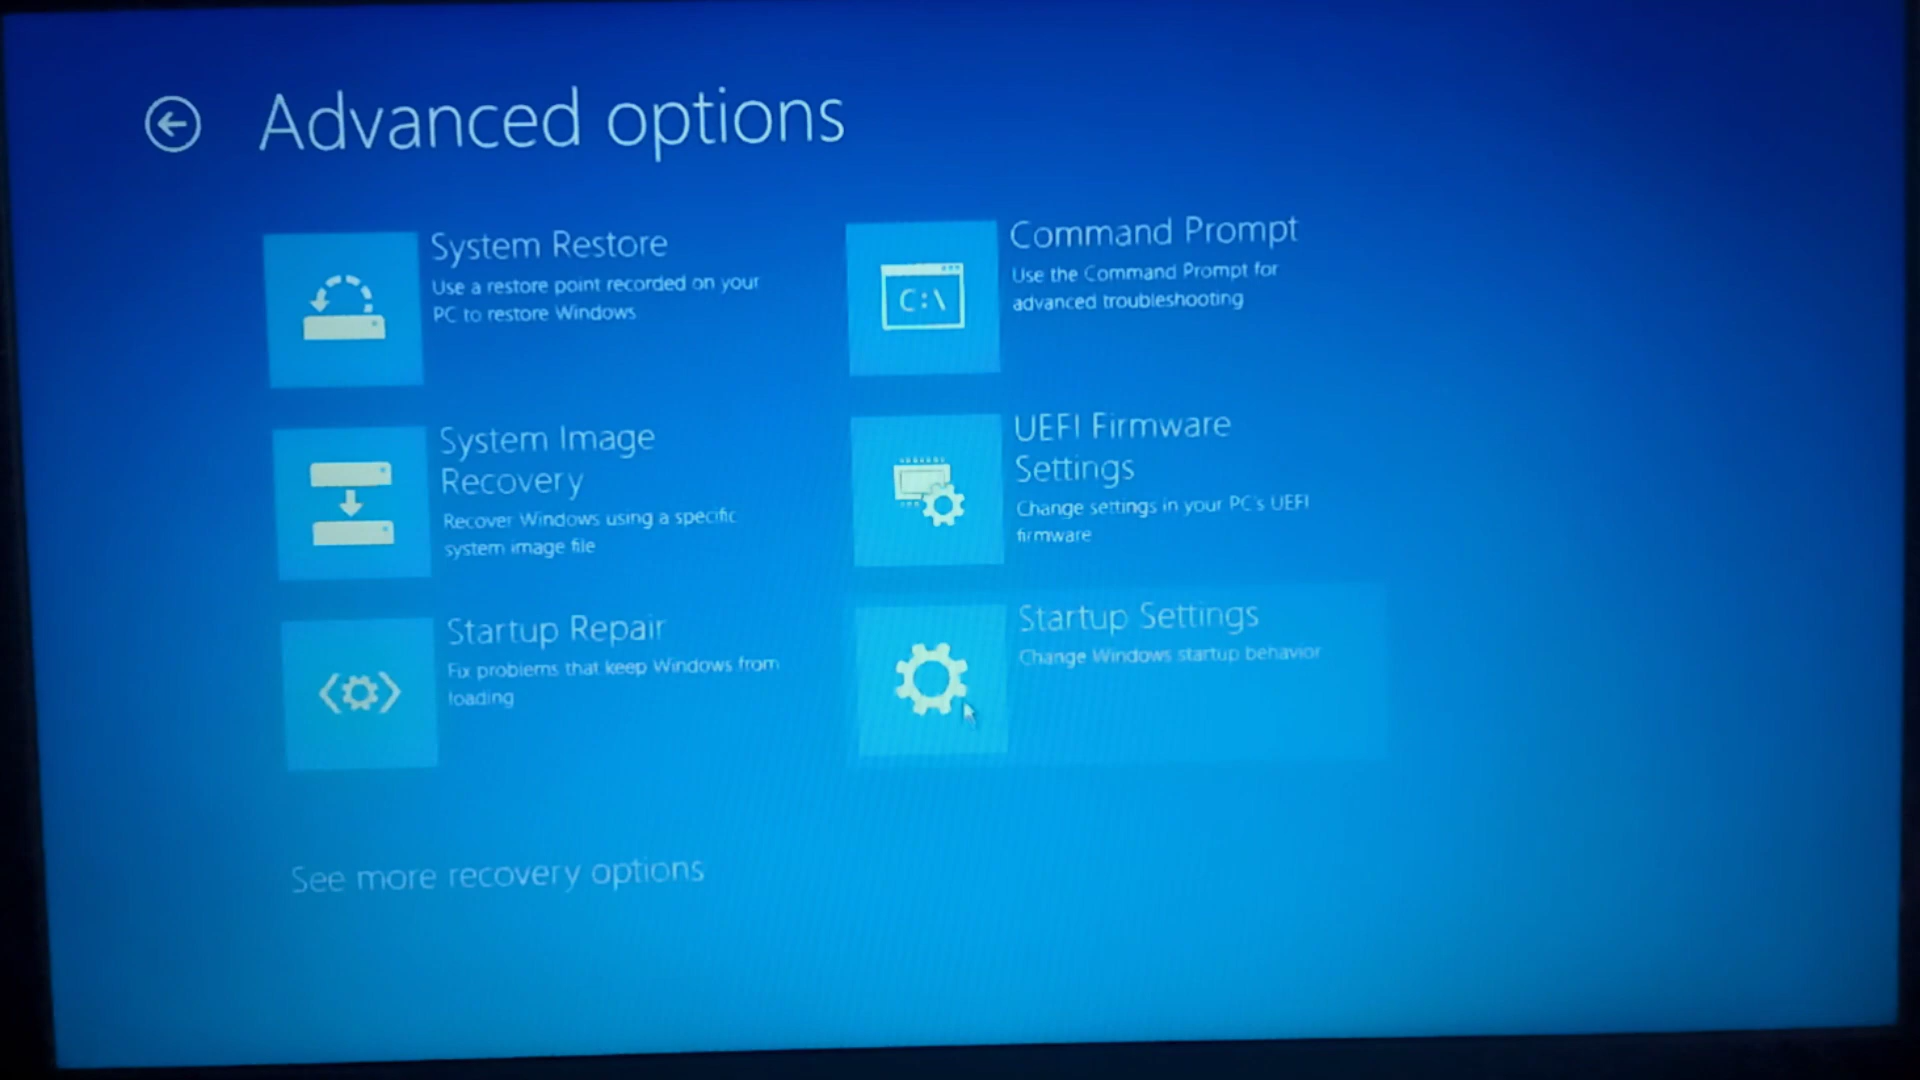 Advanced options
System Restore
Use a restore point recorded on your
PC to restore Windows
System Image
Recovery
Recover Windows using a specific
system image file
Startup Repair
Fix problems that keep Windows from
loading
Command Prompt
Use the Command Prompt for
advanced troubleshooting
C:\
UEFI Firmware
Settings
Change settings in your PC's UEFI
firmware
Startup Settings
Change Windows startup behavior
See more recovery options